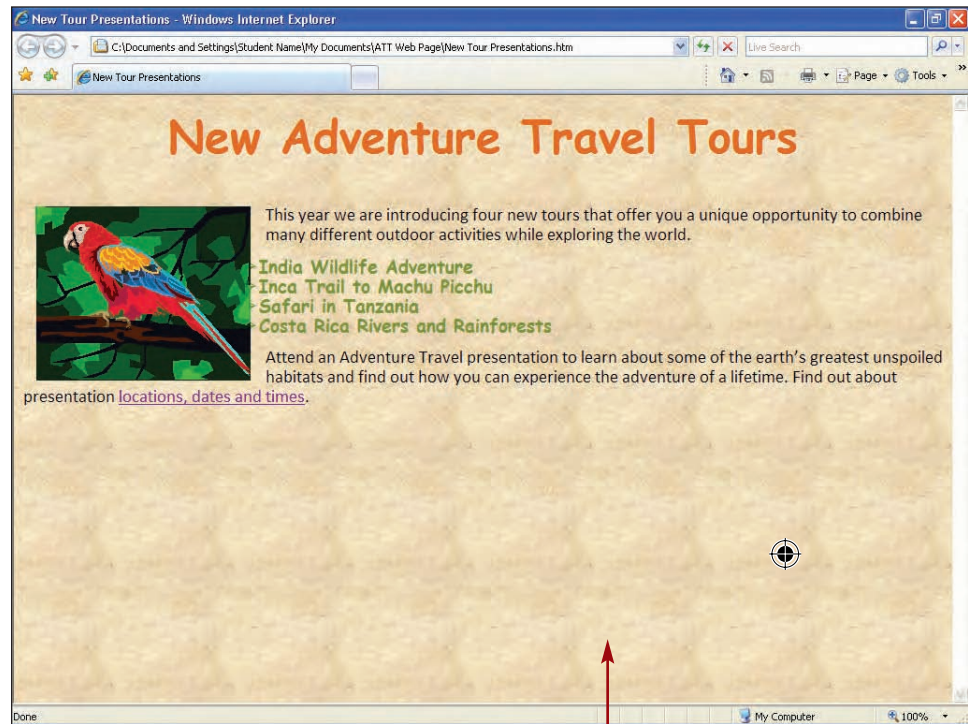 New Tour Presentations - Windows Internet Explorer
C:\Documents and Settings\Student Name\My Documents\ATT Web Page\New Tour Presentations.htm
Live Search
New Tour Presentations
Page
Tools
New Adventure Travel Tours
This year we are introducing four new tours that offer you a unique opportunity to combine
many different outdoor activities while exploring the world.
India Wildlife Adventure
Inca Trail to Machu Picchu
Safari in Tanzania
Costa Rica Rivers and Rainforests
Attend an Adventure Travel presentation to learn about some of the earth's greatest unspoiled
habitats and find out how you can experience the adventure of a lifetime. Find out about
presentation locations, dates and times.
Done
My Computer
100%